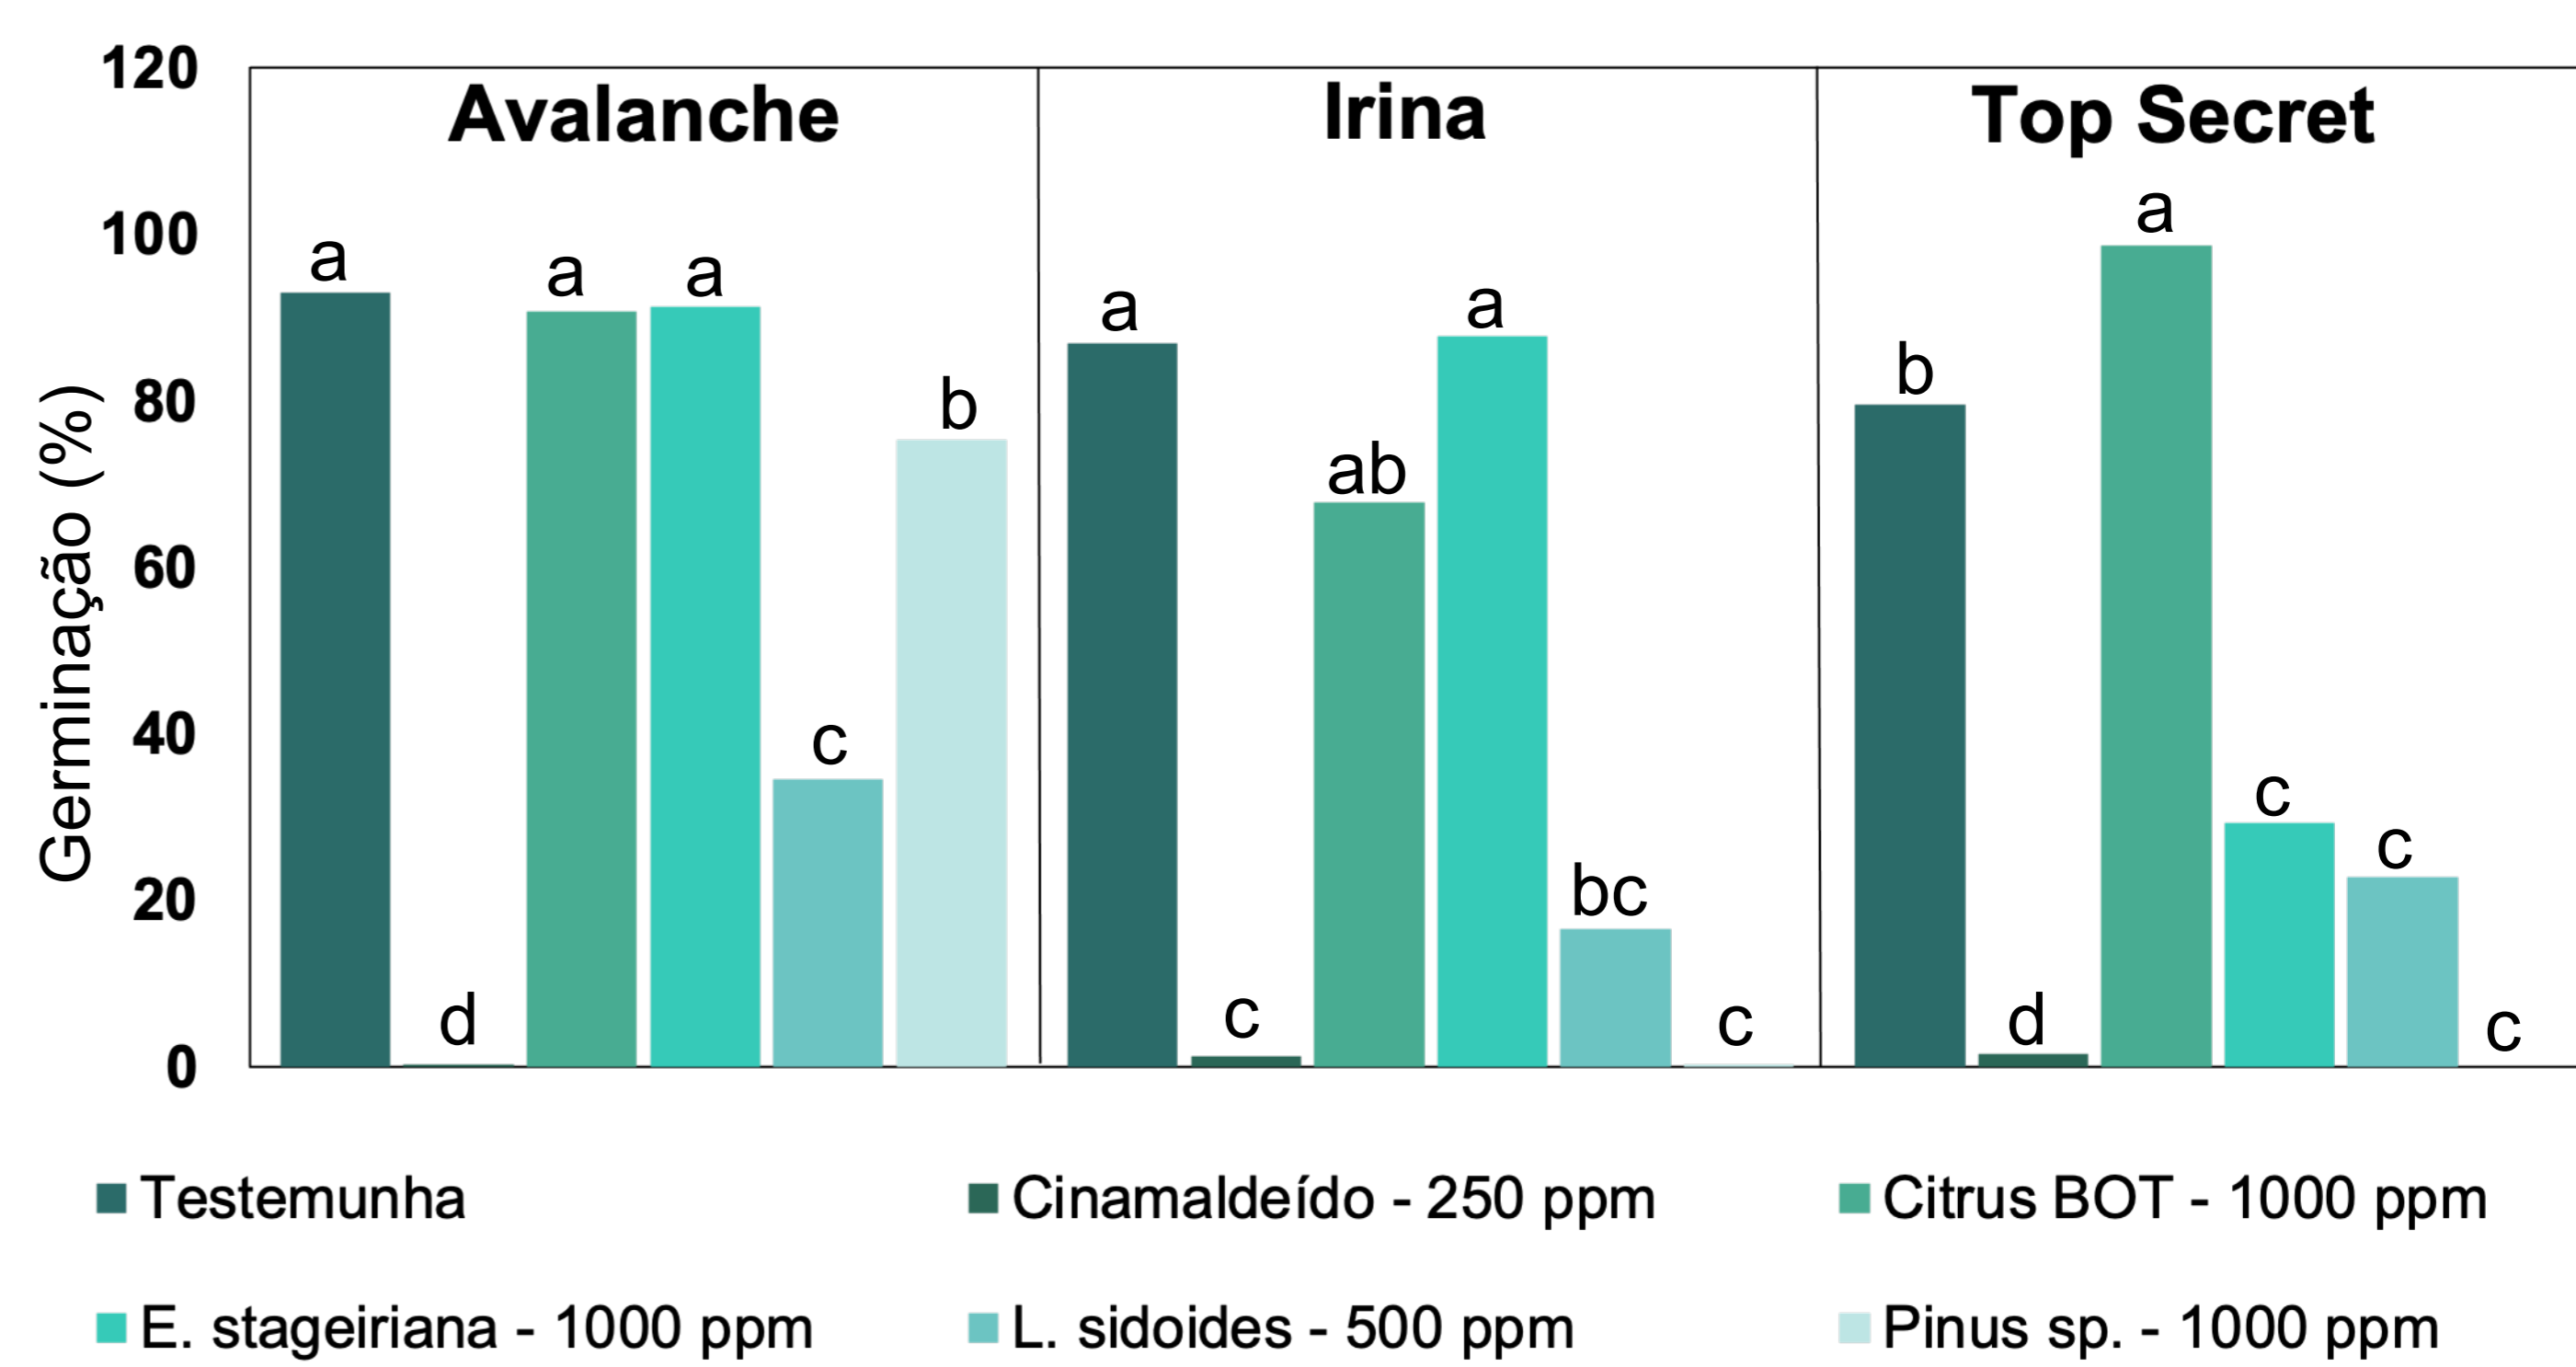 120
Avalanche
Irina
Top Secret
100
80
60
40
20
0
Germinação (%)
a
d
a
a
c
b
a
c
ab
a
bc
c
b
d
a
c
c
c
Testemunha
Cinamaldeído - 250 ppm
Citrus BOT - 1000 ppm
E. stageiriana - 1000 ppm
L. sidoides - 500 ppm
Pinus sp. - 1000 ppm